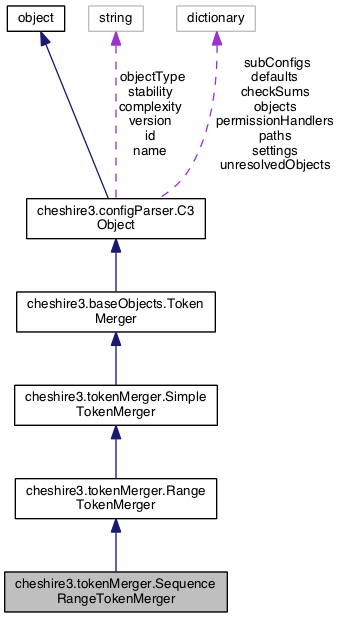 object
string
dictionary
objectType
stability
complexity
version
id
name
subConfigs
defaults
checkSums
objects
permissionHandlers
paths
settings
unresolvedObjects
cheshire3.configParser.C3
Object
cheshire3.baseObjects.Token
Merger
cheshire3.tokenMerger.Simple
TokenMerger
cheshire3.tokenMerger.Range
TokenMerger
cheshire3.tokenMerger.Sequence
RangeTokenMerger